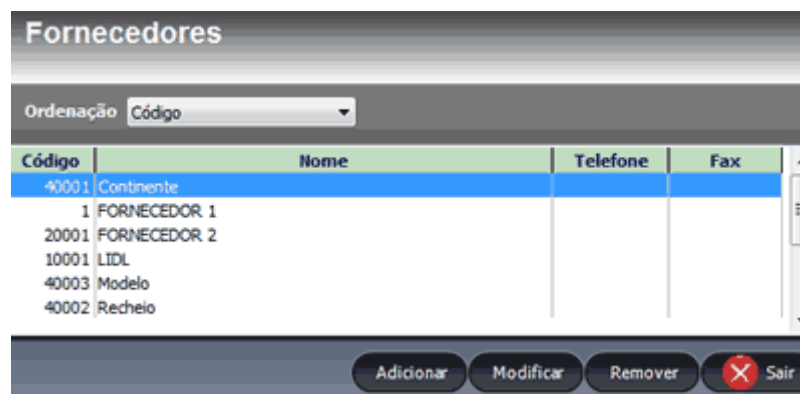 Fornecedores
Ordenação Código
Código Nome Telefone Fax
40001 Continente
1 FORNECEDOR 1
20001 FORNECEDOR 2
10001 LIDL
40003 Modelo
40002 Recheio
Adicionar Modificar Remover Sair